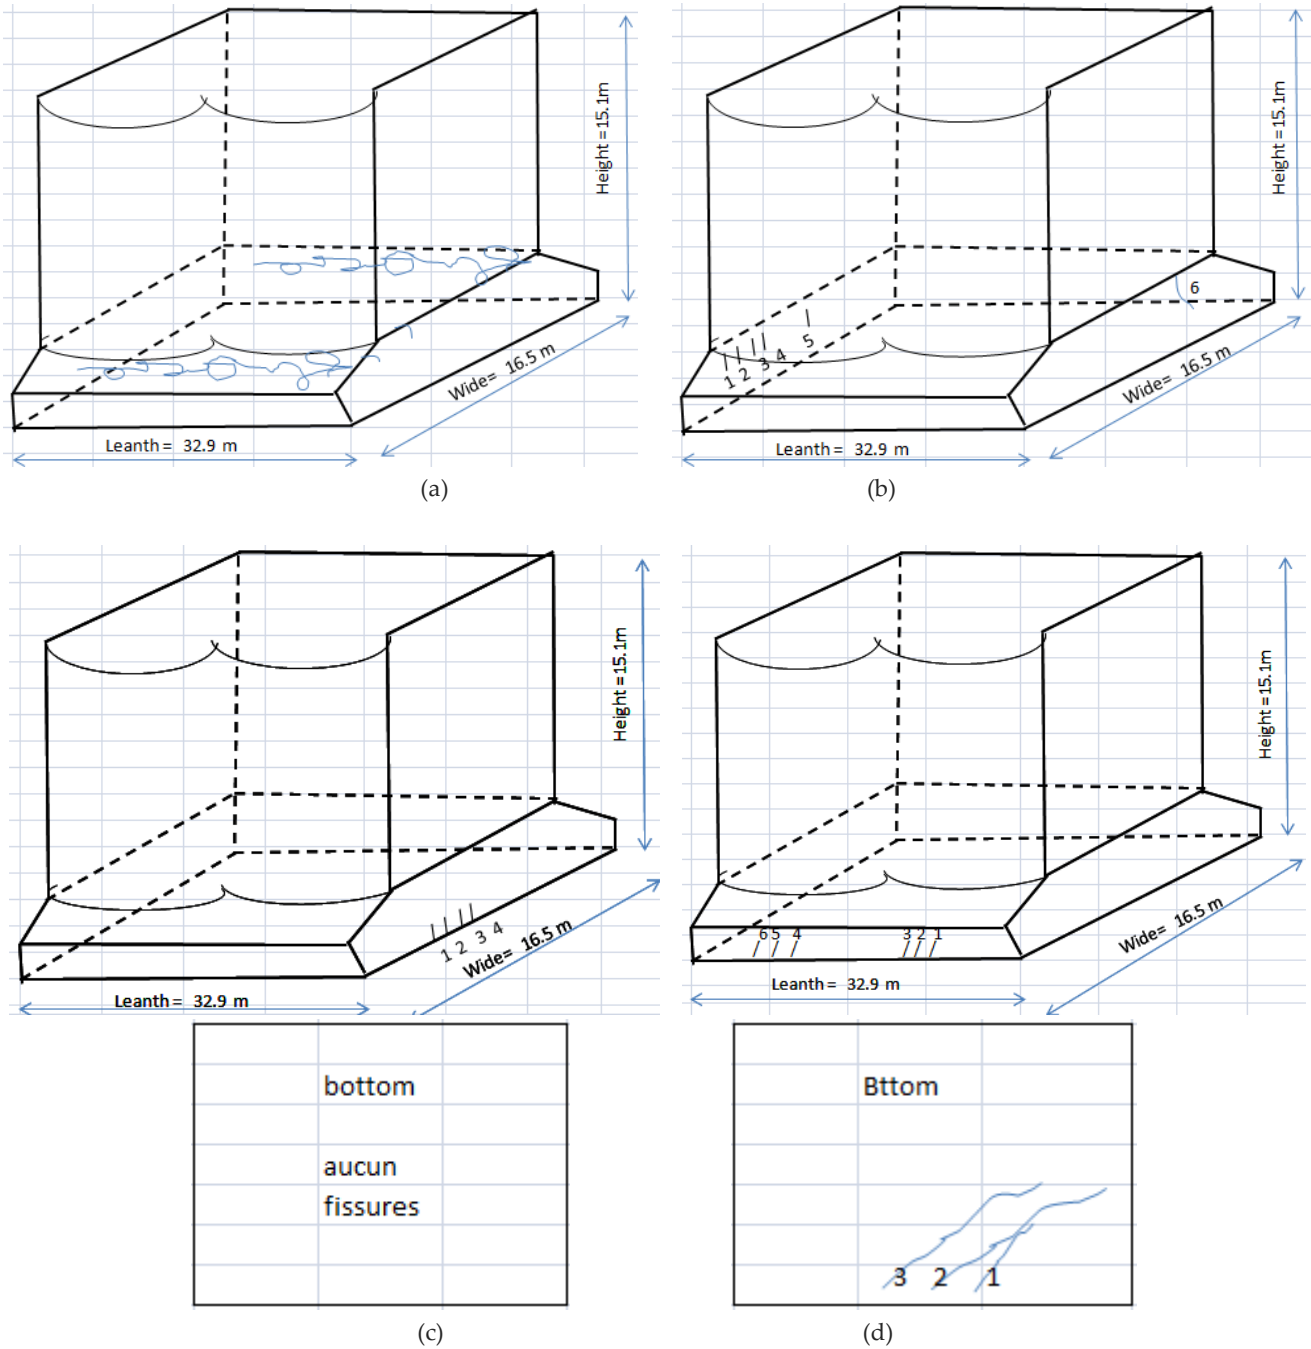 Height = 15.1m
Wide= 16.5 m
Leanth = 32.9 m
(a)
Height = 15.1m
6
5
1 2 3 4
Wide= 16.5 m
Leanth = 32.9 m
(b)
Height = 15.1m
1 2 3 4
Wide= 16.5 m
Leanth = 32.9 m
bottom
aucun
fissures
(c)
Height = 15.1m
6 5 4 3 2 1
Wide= 16.5 m
Leanth = 32.9 m
Bttom
3 2 1
(d)